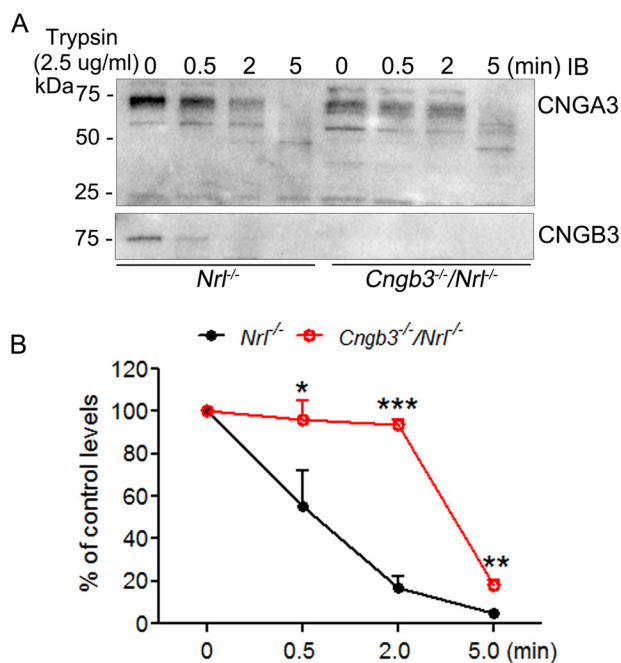 A
Trypsin
(2.5 ug/ml) 0 0.5 2 5 0 0.5 2 5 (min) IB
kDa
75 - CNGA3
50 -
25 -
75 - CNGB3
Nrl-/- Cngb3-/-/Nrl-/-
B
Nrl-/- Cngb3-/-/Nrl-/-
% of control levels
120
100
80
60
40
20
0
* *** **
0 0.5 2.0 5.0 (min)